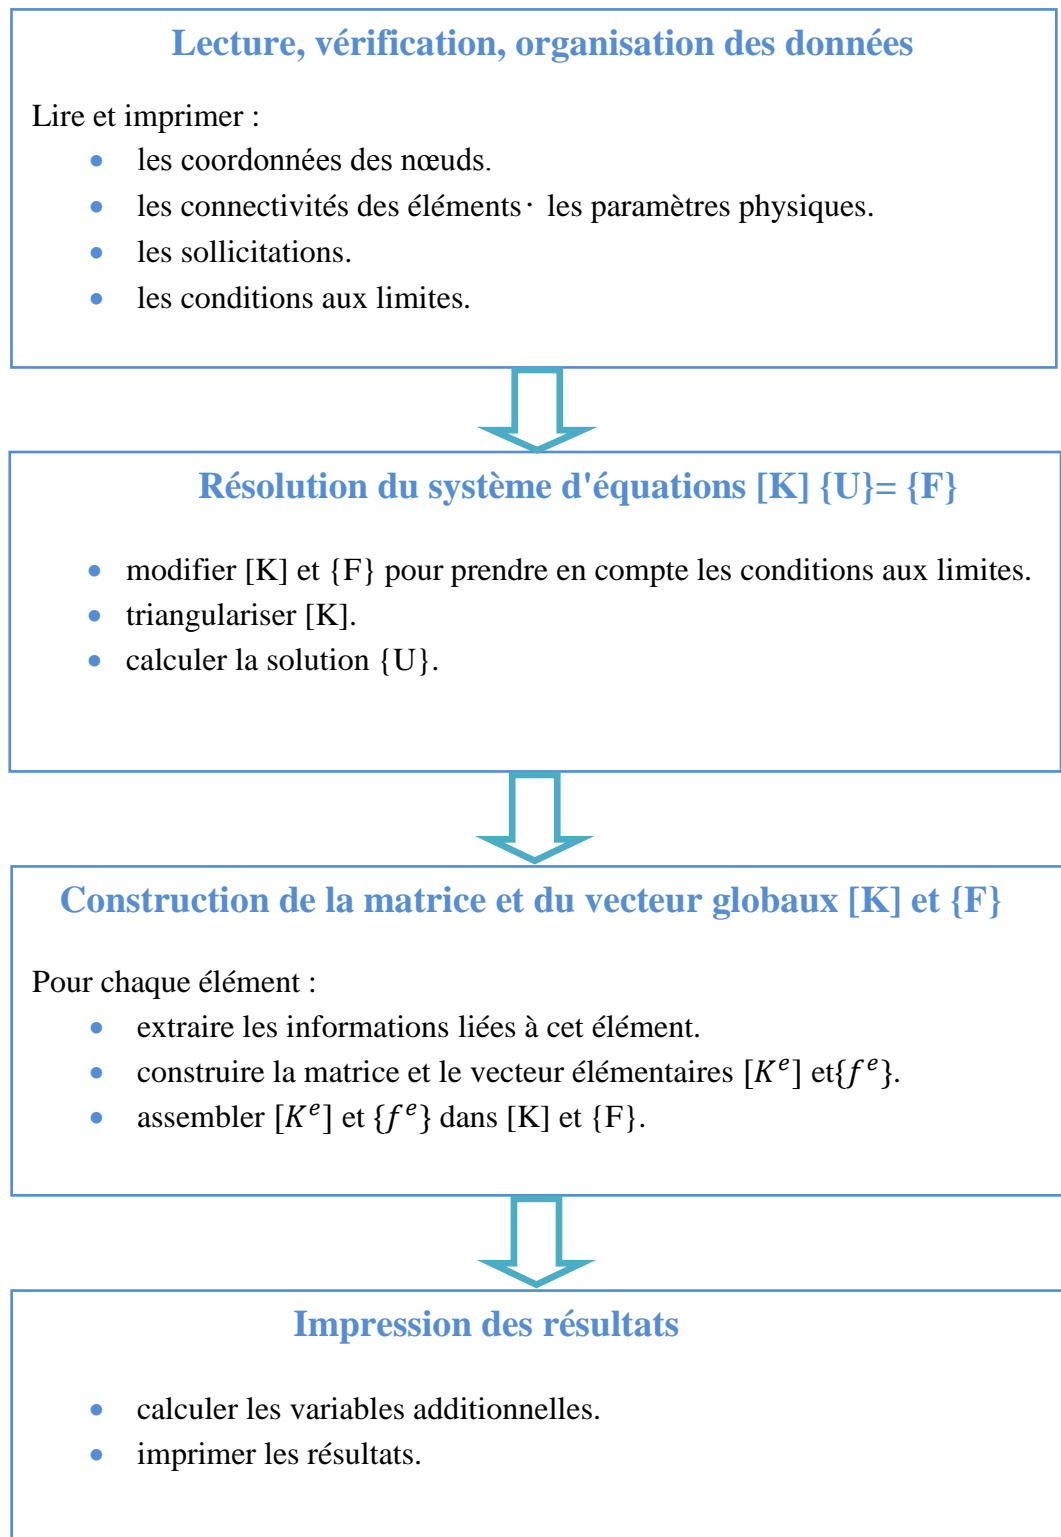 Lecture, vérification, organisation des données
Lire et imprimer :
• les coordonnées des nœuds.
• les connectivités des éléments· les paramètres physiques.
• les sollicitations.
• les conditions aux limites.
Résolution du système d'équations [K] {U}= {F}
• modifier [K] et {F} pour prendre en compte les conditions aux limites.
• triangulariser [K].
• calculer la solution {U}.
Construction de la matrice et du vecteur globaux [K] et {F}
Pour chaque élément :
• extraire les informations liées à cet élément.
• construire la matrice et le vecteur élémentaires [𝐾ᵉ] et{𝑓ᵉ}.
• assembler [𝐾ᵉ] et {𝑓ᵉ} dans [K] et {F}.
Impression des résultats
• calculer les variables additionnelles.
• imprimer les résultats.